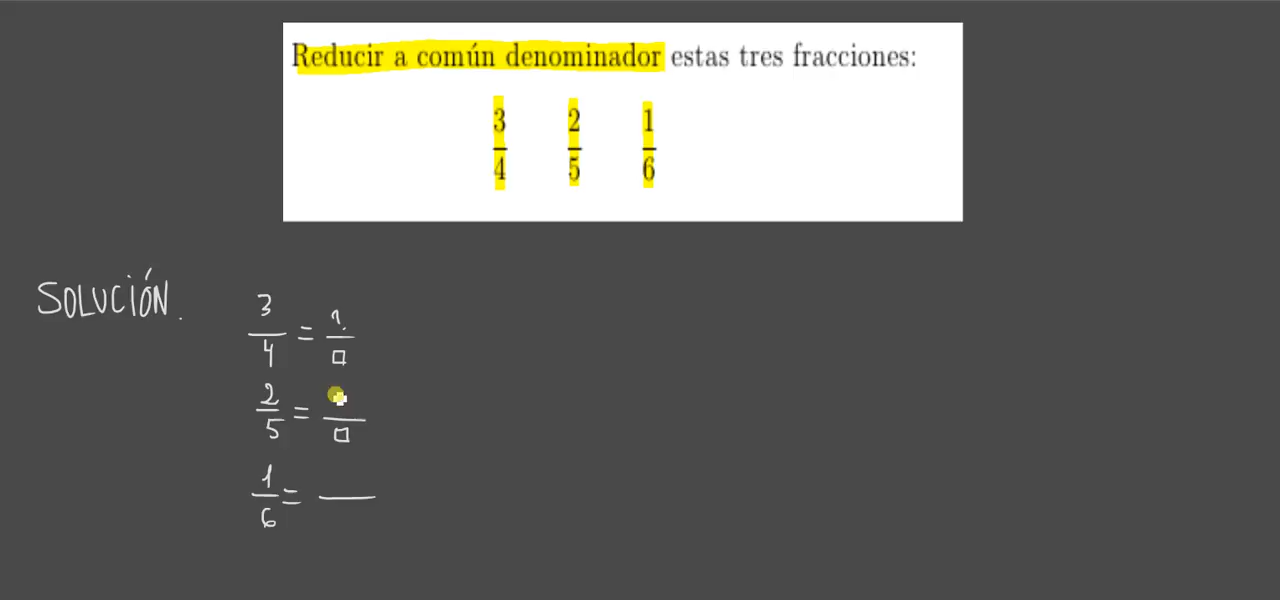 Reducir a común denominador estas tres fracciones:
3/4 2/5 1/6
SOLUCIÓN.
3/4 = ?/□
2/5 = /□
1/6 =